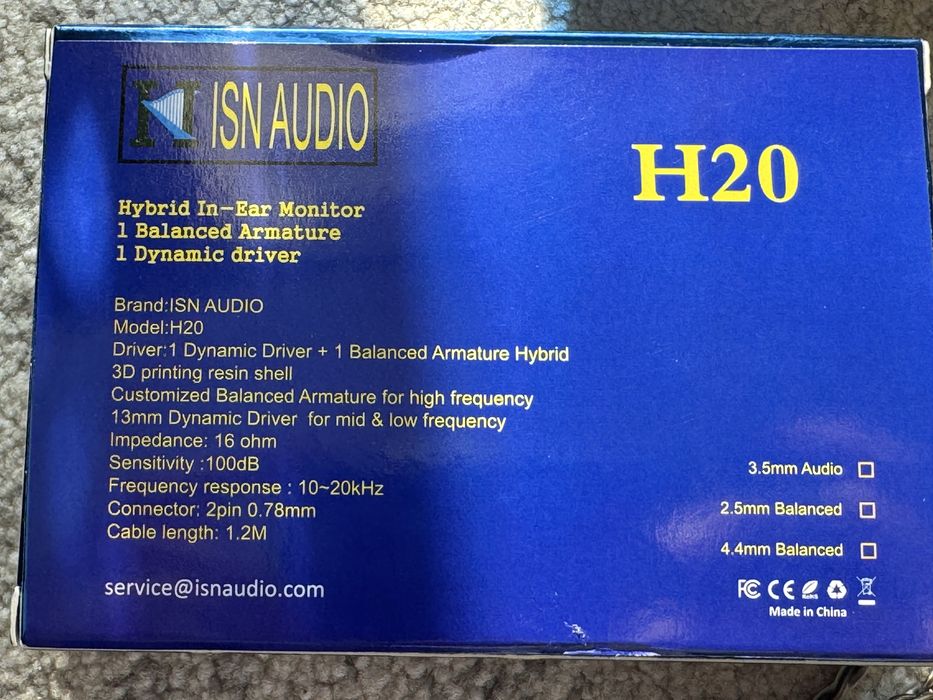 ISN AUDIO
H20
Hybrid In-Ear Monitor
1 Balanced Armature
1 Dynamic driver
Brand:ISN AUDIO
Model:H20
Driver:1 Dynamic Driver + 1 Balanced Armature Hybrid
3D printing resin shell
Customized Balanced Armature for high frequency
13mm Dynamic Driver for mid & low frequency
Impedance: 16 ohm
Sensitivity :100dB
Frequency response : 10~20kHz
Connector: 2pin 0.78mm
Cable length: 1.2M
service@isnaudio.com
3.5mm Audio
2.5mm Balanced
4.4mm Balanced
FC CE RoHS
Made in China